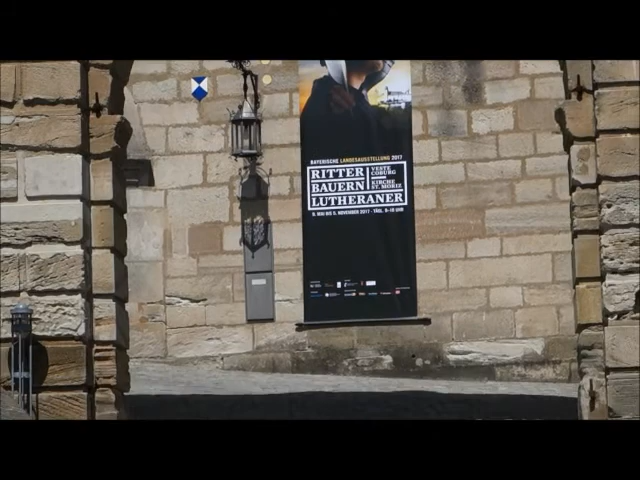 BAYERISCHE LANDESAUSSTELLUNG 2017
RITTER
BAUERN
LUTHERANER
VESTE
COBURG
KIRCHE
ST. MORIZ
9. MAI BIS 5. NOVEMBER 2017 · TÄGL. 9–18 UHR